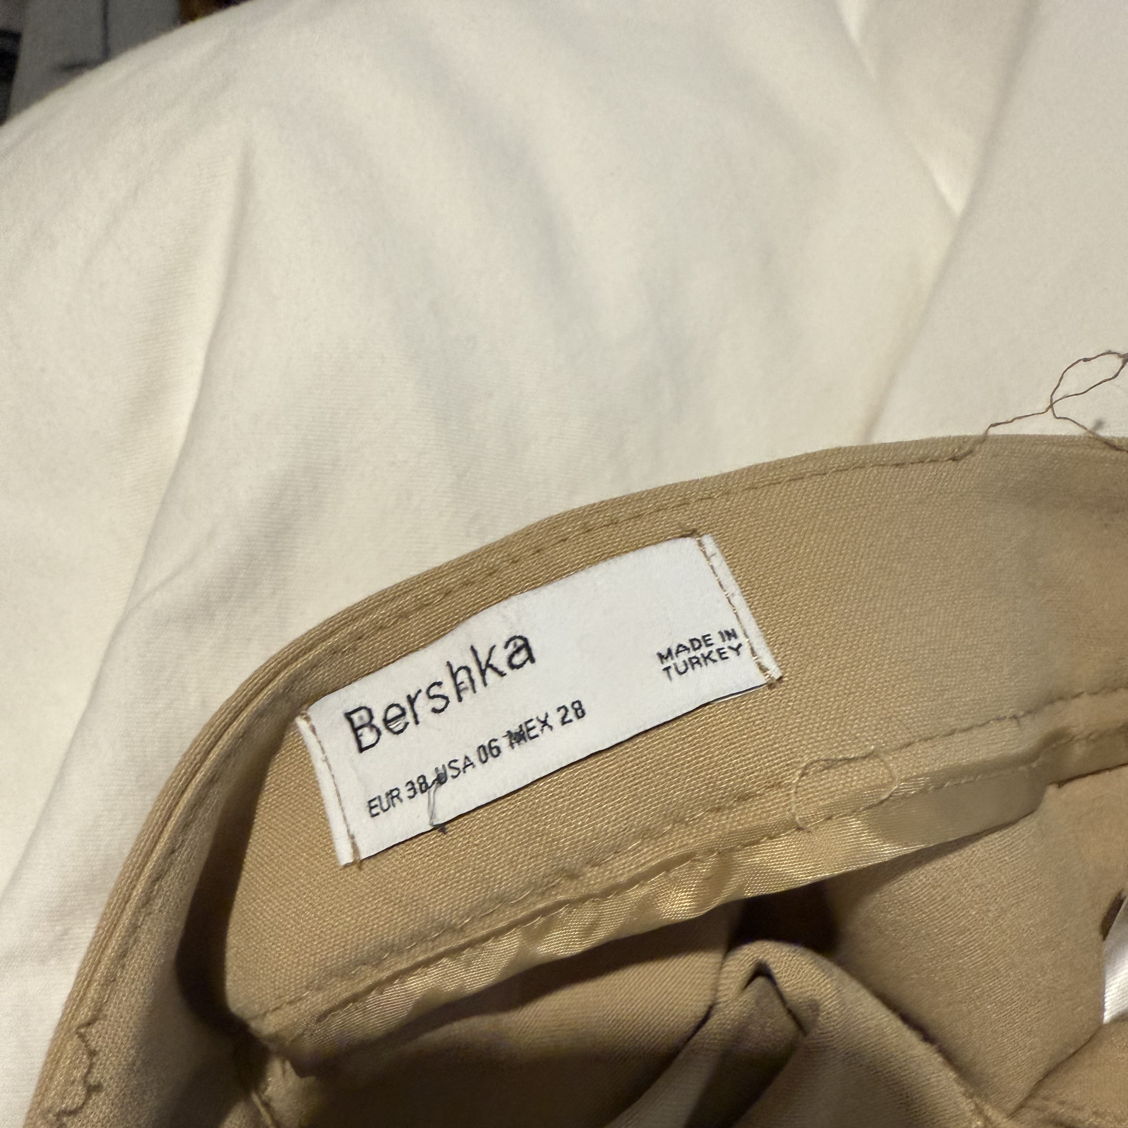 Bershka
EUR 38 USA 06 MEX 28
MADE IN
TURKEY